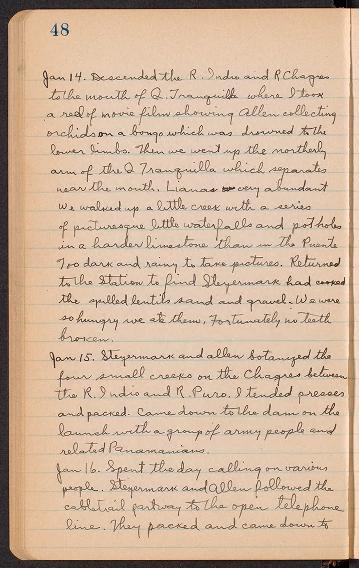 48
Jan 14. Descended the R. Indio and R Chagres
to the mouth of Q. Tranquilla where I took
a reel of movie film showing Allen collecting
orchids on a bongo which was drowned to the
lower limbs. Then we went up the northerly
arm of the Q Tranquilla which separates
near the mouth. Lianas very abundant
We walked up a little creek with a series
of picturesque little waterfalls and pot holes
in a harder limestone than in the Puente
Too dark and rainy to take pictures. Returned
to the Station to find Steyermark had cooked
the spilled lentils sand and gravel. We were
so hungry we ate them. Fortunately no teeth
broken.
Jan 15. Steyermark and Allen botanized the
four small creeks on the Chagres between
the R. Indio and R. Puro. I tended presses
and packed. Came down to the dam on the
launch with a group of army people and
related Panamanians.
Jan 16. Spent the day calling on various
people. Steyermark and Allen followed the
cabletail parkway to the open telephone
line. They packed and came down to